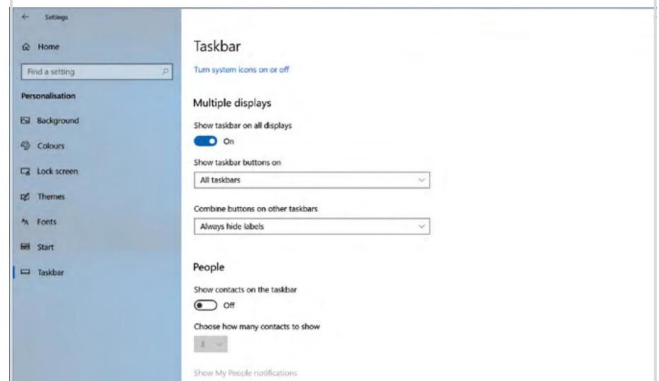 Settings
Home
Find a setting
Personalisation
Background
Colours
Lock screen
Themes
Fonts
Start
Taskbar
Taskbar
Turn system icons on or off
Multiple displays
Show taskbar on all displays
On
Show taskbar buttons on
All taskbars
Combine buttons on other taskbars
Always hide labels
People
Show contacts on the taskbar
Off
Choose how many contacts to show
Show My People notifications